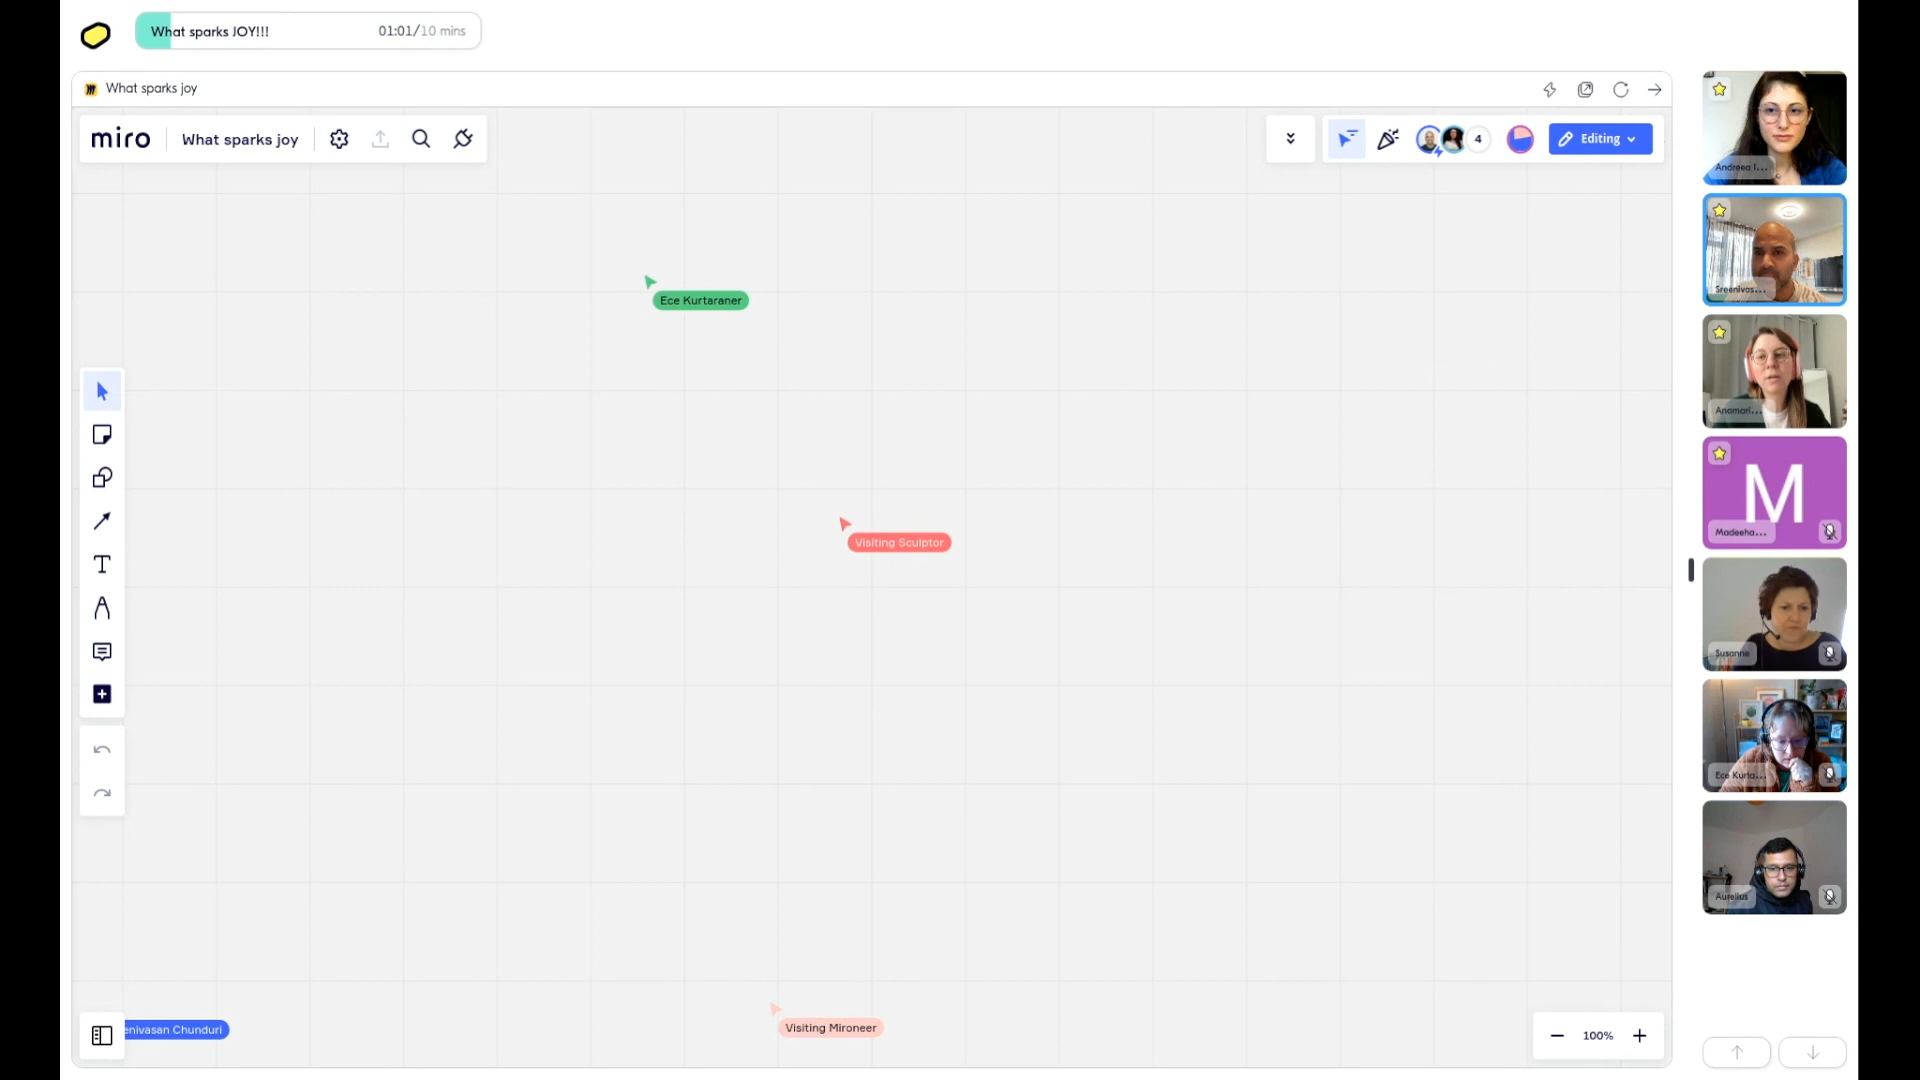 What sparks JOY!!! 01:01/10 mins
What sparks joy
miro What sparks joy 4 Editing
Andreea I...
Sreenivas...
Ece Kurtaraner
Anamari...
M
Madeeha...
Visiting Sculptor
T
Susanne
Ece Kurta...
Aurelius
enivasan Chunduri
Visiting Mironeer
100%